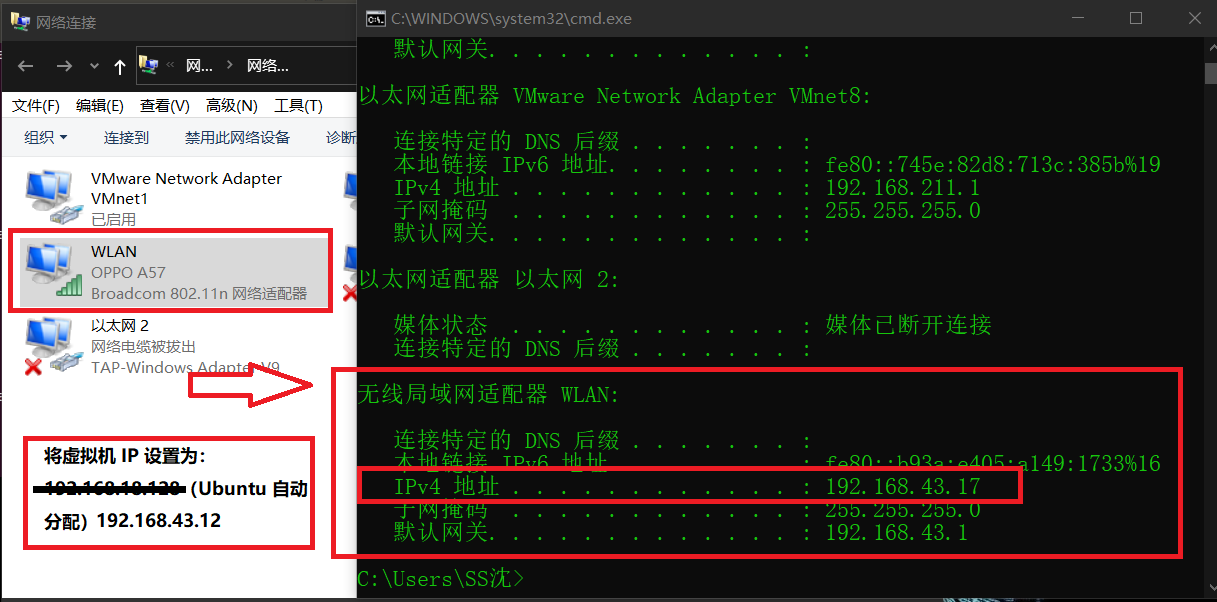 网络连接
网... 网络...
文件(F) 编辑(E) 查看(V) 高级(N) 工具(T)
组织 连接到 禁用此网络设备 诊断
VMware Network Adapter
VMnet1
已启用
WLAN
OPPO A57
Broadcom 802.11n 网络适配器
以太网 2
网络电缆被拔出
TAP-Windows Adapter V9
将虚拟机 IP 设置为:
192.168.18.128 (Ubuntu 自动
分配) 192.168.43.12
C:\WINDOWS\system32\cmd.exe
默认网关. . . . . . . . . . . . . :
以太网适配器 VMware Network Adapter VMnet8:
连接特定的 DNS 后缀 . . . . . . . :
本地链接 IPv6 地址. . . . . . . . : fe80::745e:82d8:713c:385b%19
IPv4 地址 . . . . . . . . . . . . : 192.168.211.1
子网掩码 . . . . . . . . . . . . : 255.255.255.0
默认网关. . . . . . . . . . . . . :
以太网适配器 以太网 2:
媒体状态 . . . . . . . . . . . . : 媒体已断开连接
连接特定的 DNS 后缀 . . . . . . . :
无线局域网适配器 WLAN:
连接特定的 DNS 后缀 . . . . . . . :
本地链接 IPv6 地址. . . . . . . . : fe80::b93a:e405:a149:1733%16
IPv4 地址 . . . . . . . . . . . . : 192.168.43.17
子网掩码 . . . . . . . . . . . . : 255.255.255.0
默认网关. . . . . . . . . . . . . : 192.168.43.1
C:\Users\SS沈>